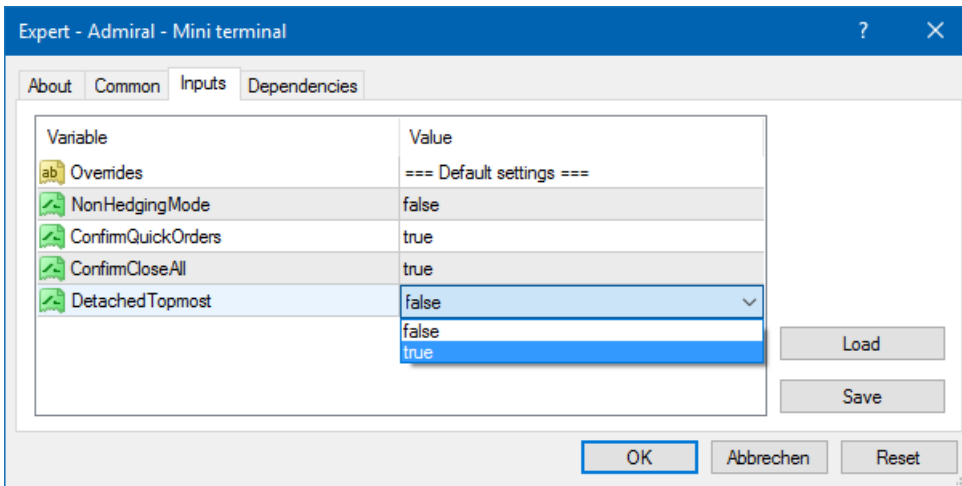 Expert - Admiral - Mini terminal ?
About Common Inputs Dependencies
Variable Value
ab Overrides === Default settings ===
NonHedgingMode false
ConfirmQuickOrders true
ConfirmCloseAll true
DetachedTopmost false
false
true
Load
Save
OK Abbrechen Reset